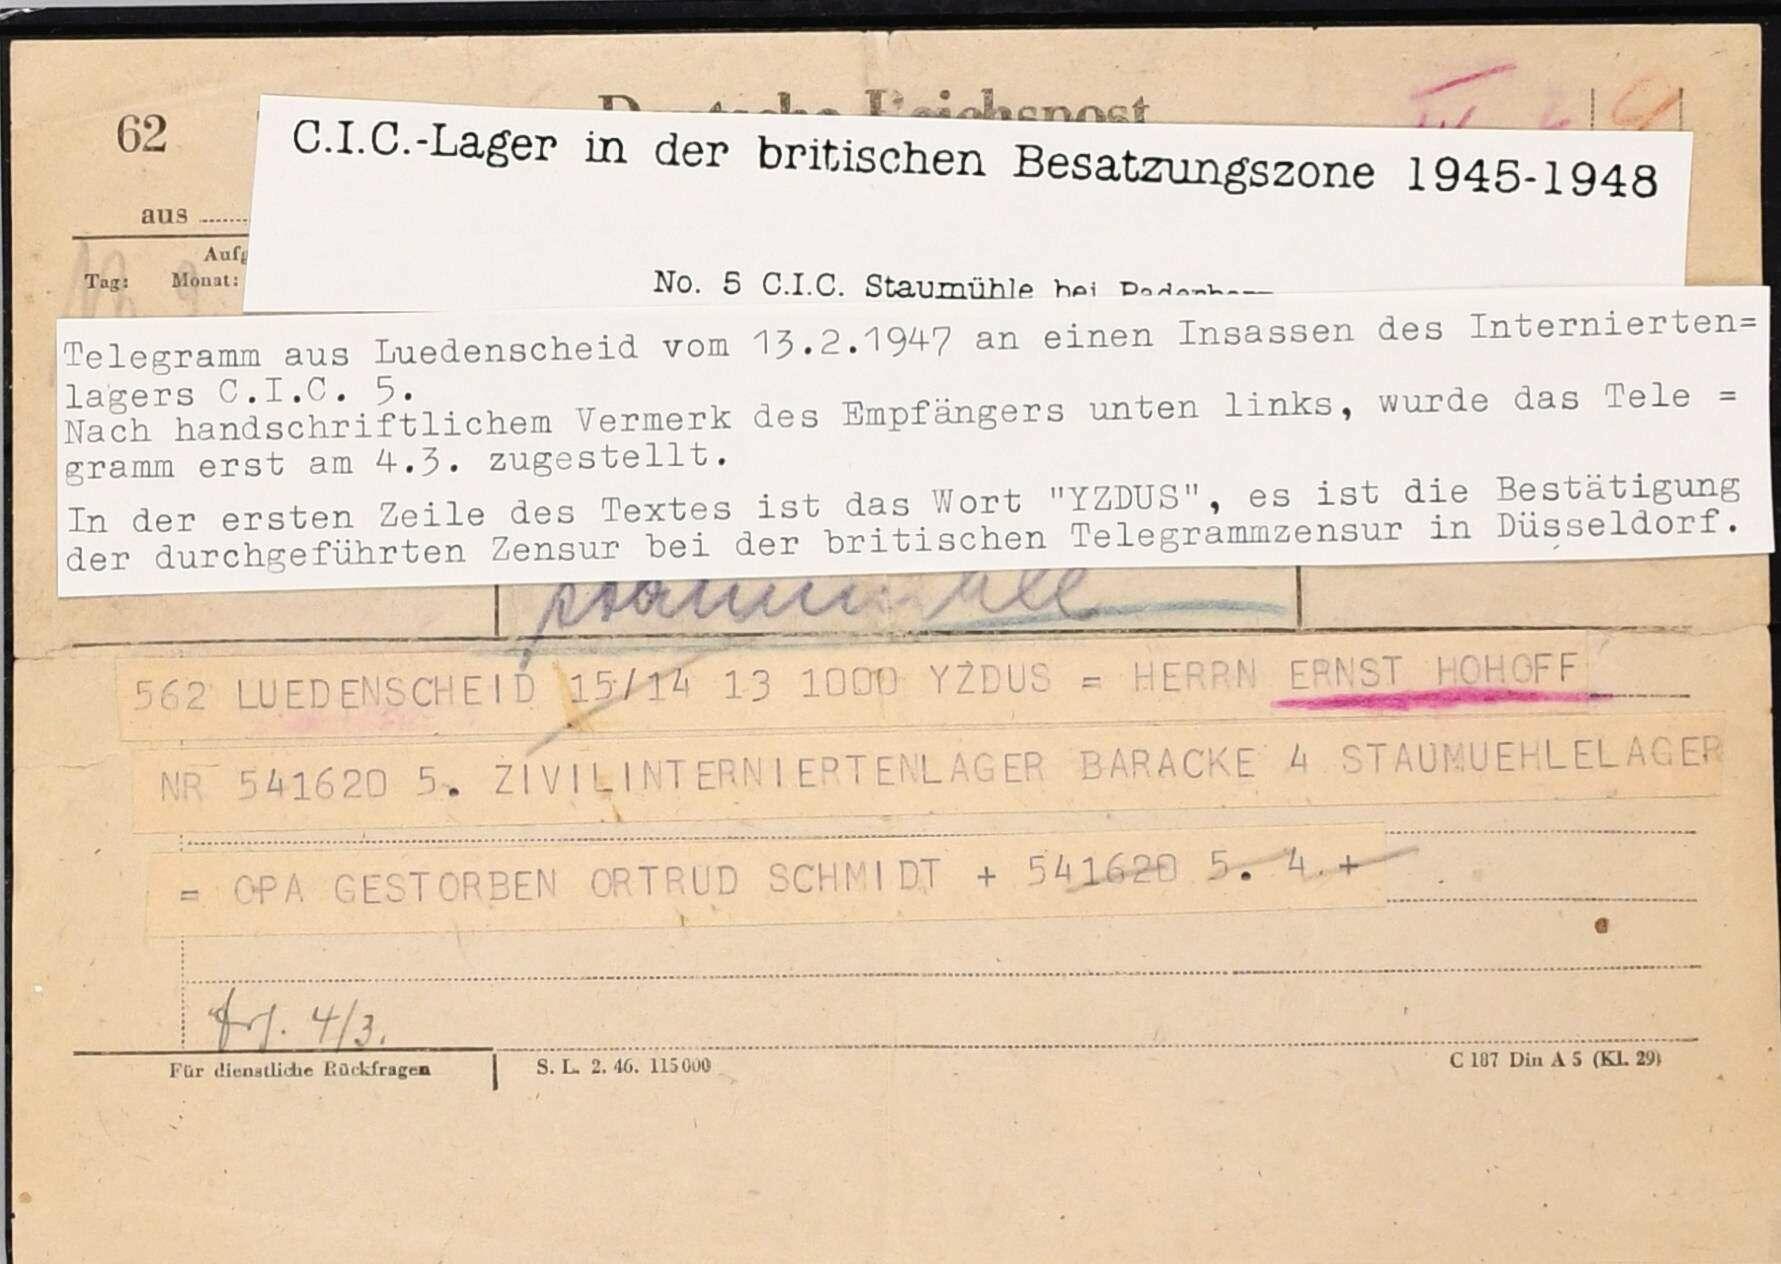 Deutsche Reichspost
62
C.I.C.-Lager in der britischen Besatzungszone 1945-1948
aus
Tag: Monat:
No. 5 C.I.C. Staumühle bei
Telegramm aus Luedenscheid vom 13.2.1947 an einen Insassen des Internierten=
lagers C.I.C. 5.
Nach handschriftlichem Vermerk des Empfängers unten links, wurde das Tele =
gramm erst am 4.3. zugestellt.
In der ersten Zeile des Textes ist das Wort "YZDUS", es ist die Bestätigung
der durchgeführten Zensur bei der britischen Telegrammzensur in Düsseldorf.
Staumühle
562 LUEDENSCHEID 15/14 13 1000 YZDUS = HERRN ERNST HOHOFF
NR 541620 5. ZIVILINTERNIERTENLAGER BARACKE 4 STAUMUEHLELAGER
= OPA GESTORBEN ORTRUD SCHMIDT + 541620 5. 4.+
4/3.
Für dienstliche Rückfragen
S. L. 2. 46. 115000
C 187 Din A 5 (Kl. 29)